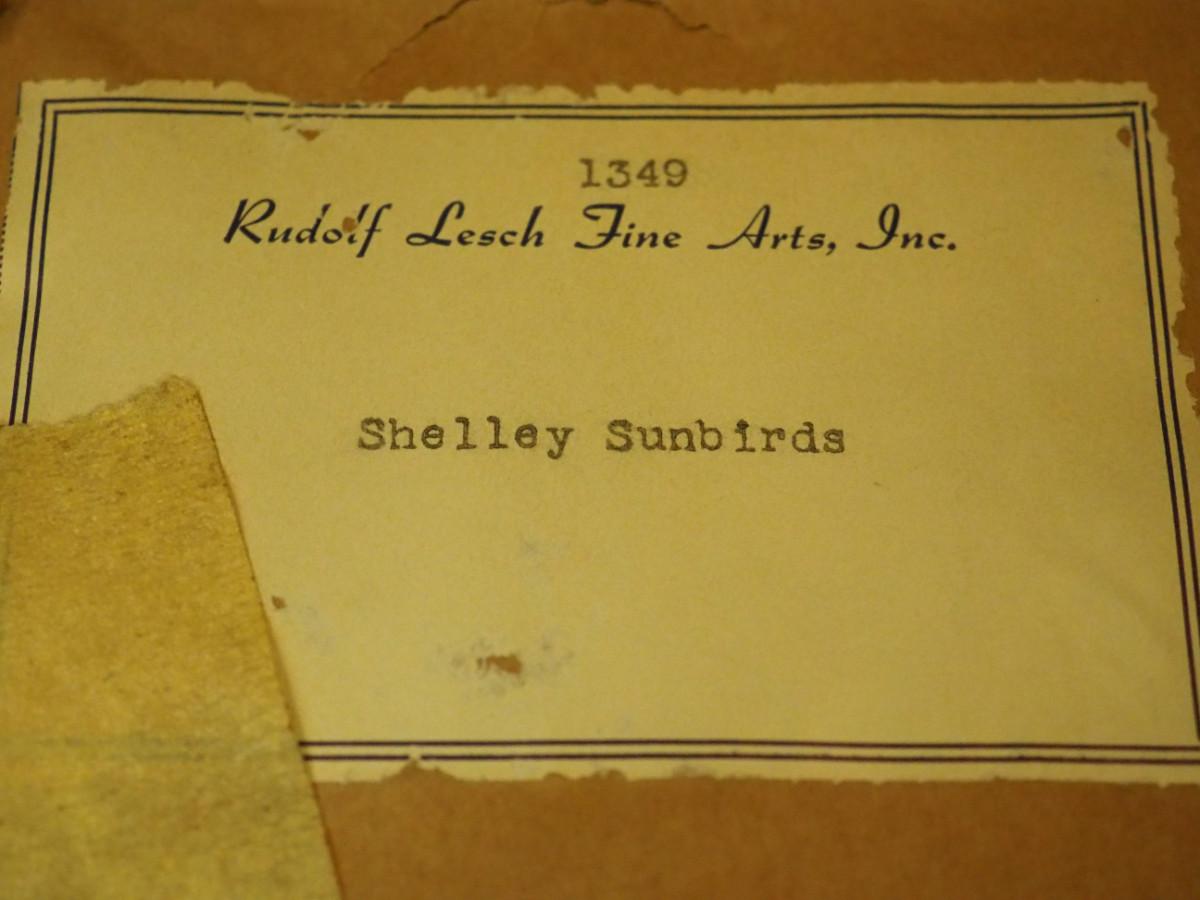 1349
Rudolf Lesch Fine Arts, Inc.
Shelley Sunbirds